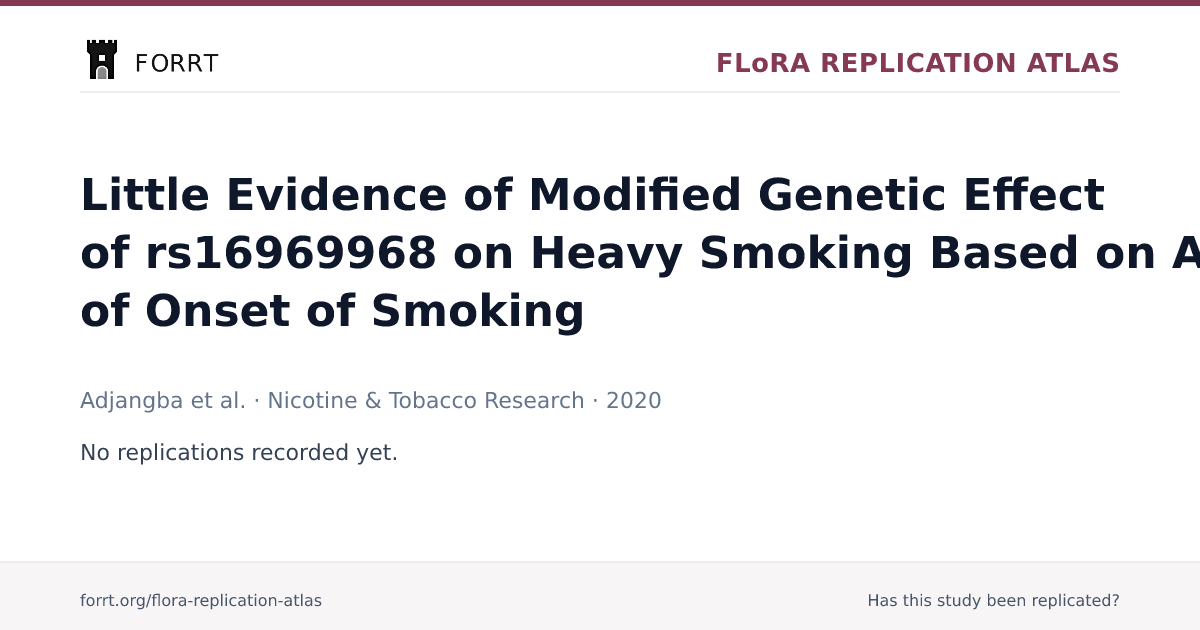 FORRT
FLoRA REPLICATION ATLAS
Little Evidence of Modified Genetic Effect
of rs16969968 on Heavy Smoking Based on A
of Onset of Smoking
Adjangba et al. · Nicotine & Tobacco Research · 2020
No replications recorded yet.
forrt.org/flora-replication-atlas
Has this study been replicated?